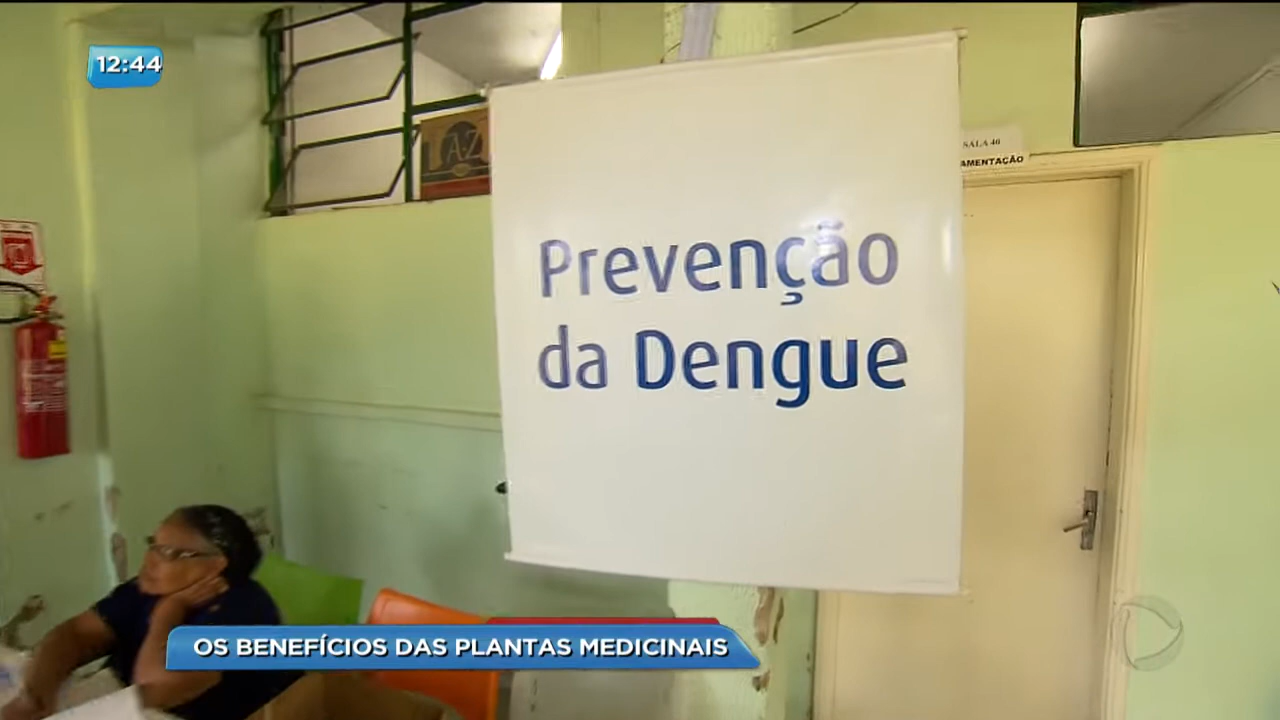 12:44
A-Z
SALA 40
AMENTAÇÃO
Prevenção
da Dengue
OS BENEFÍCIOS DAS PLANTAS MEDICINAIS